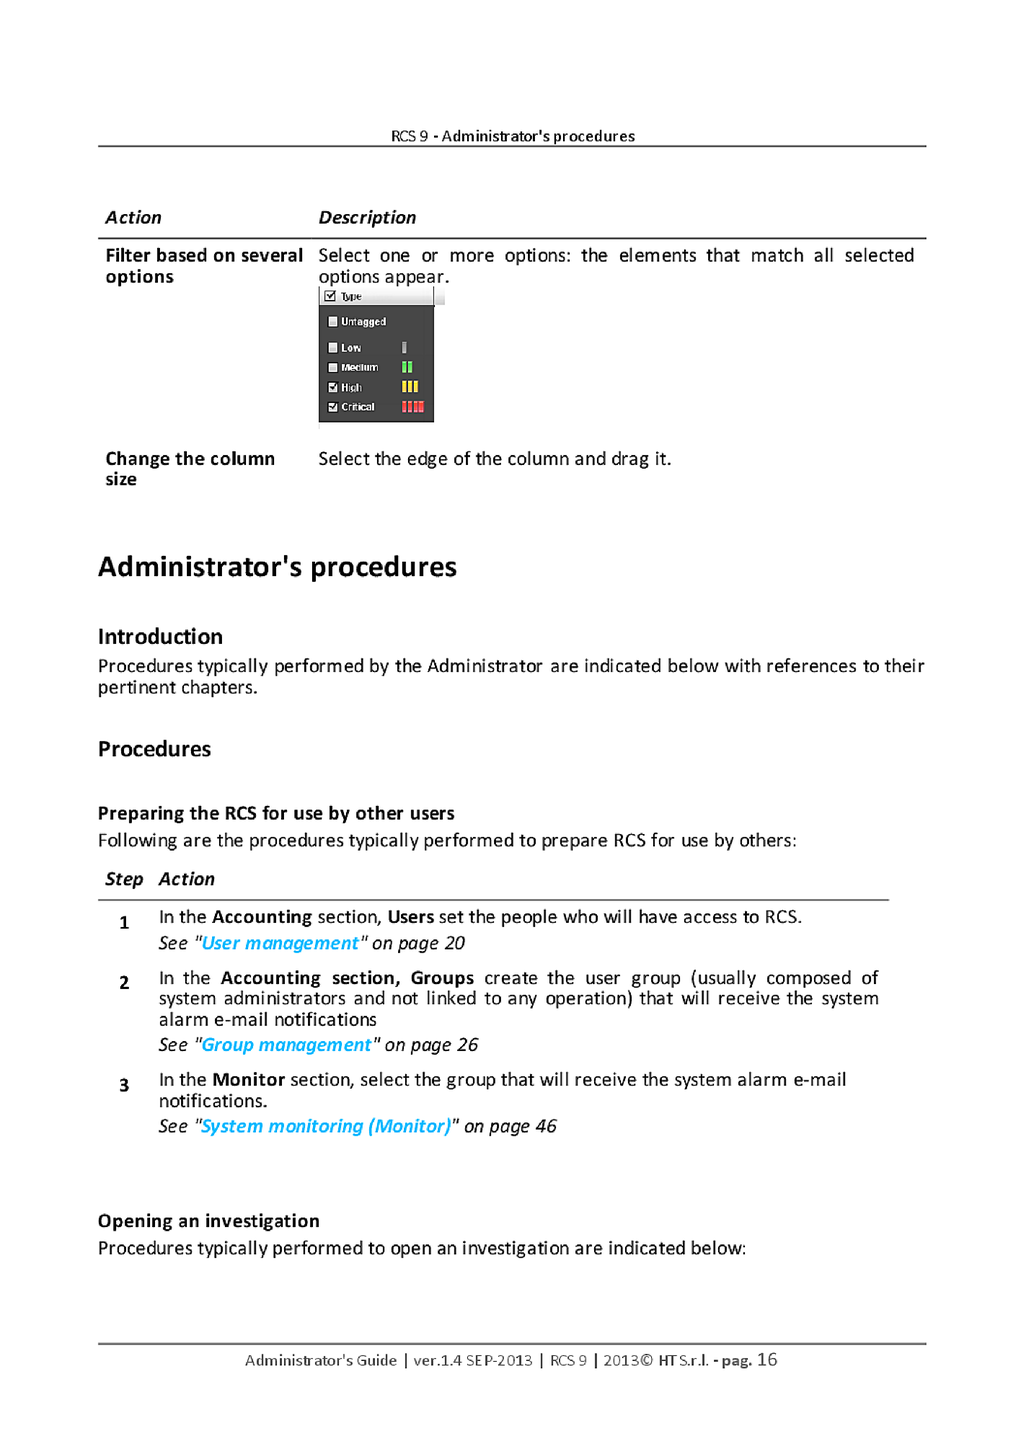 RCS 9 - Administrator's procedures
Action Description
Filter based on several options Select one or more options: the elements that match all selected
options appear.
Type
Untagged
Low
Medium
High
Critical
Change the column size Select the edge of the column and drag it.
Administrator's procedures
Introduction
Procedures typically performed by the Administrator are indicated below with references to their
pertinent chapters.
Procedures
Preparing the RCS for use by other users
Following are the procedures typically performed to prepare RCS for use by others:
Step Action
1 In the Accounting section, Users set the people who will have access to RCS.
See "User management" on page 20
2 In the Accounting section, Groups create the user group (usually composed of
system administrators and not linked to any operation) that will receive the system
alarm e-mail notifications
See "Group management" on page 26
3 In the Monitor section, select the group that will receive the system alarm e-mail
notifications.
See "System monitoring (Monitor)" on page 46
Opening an investigation
Procedures typically performed to open an investigation are indicated below:
Administrator's Guide | ver.1.4 SEP-2013 | RCS 9 | 2013© HT S.r.l. - pag. 16